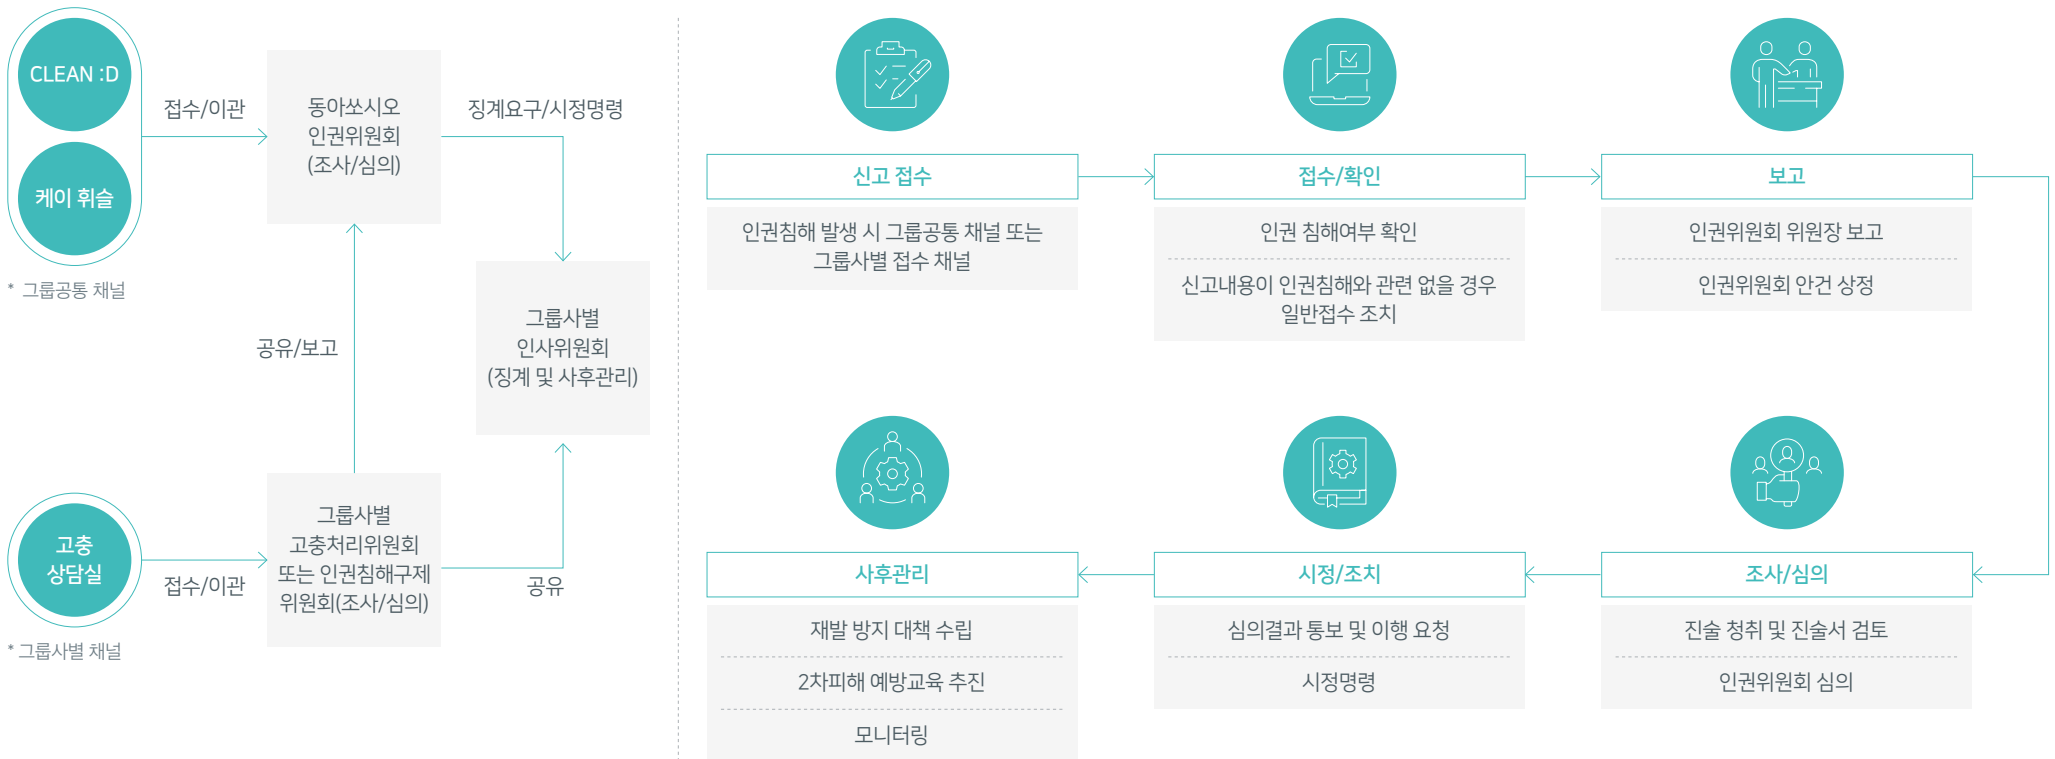 CLEAN :D
케이 휘슬
* 그룹공통 채널
접수/이관
동아쏘시오
인권위원회
(조사/심의)
징계요구/시정명령
그룹사별
인사위원회
(징계 및 사후관리)
공유/보고
고충
상담실
* 그룹사별 채널
접수/이관
그룹사별
고충처리위원회
또는 인권침해구제
위원회(조사/심의)
공유
신고 접수
인권침해 발생 시 그룹공통 채널 또는
그룹사별 접수 채널
접수/확인
인권 침해여부 확인
신고내용이 인권침해와 관련 없을 경우
일반접수 조치
보고
인권위원회 위원장 보고
인권위원회 안건 상정
사후관리
재발 방지 대책 수립
2차피해 예방교육 추진
모니터링
시정/조치
심의결과 통보 및 이행 요청
시정명령
조사/심의
진술 청취 및 진술서 검토
인권위원회 심의